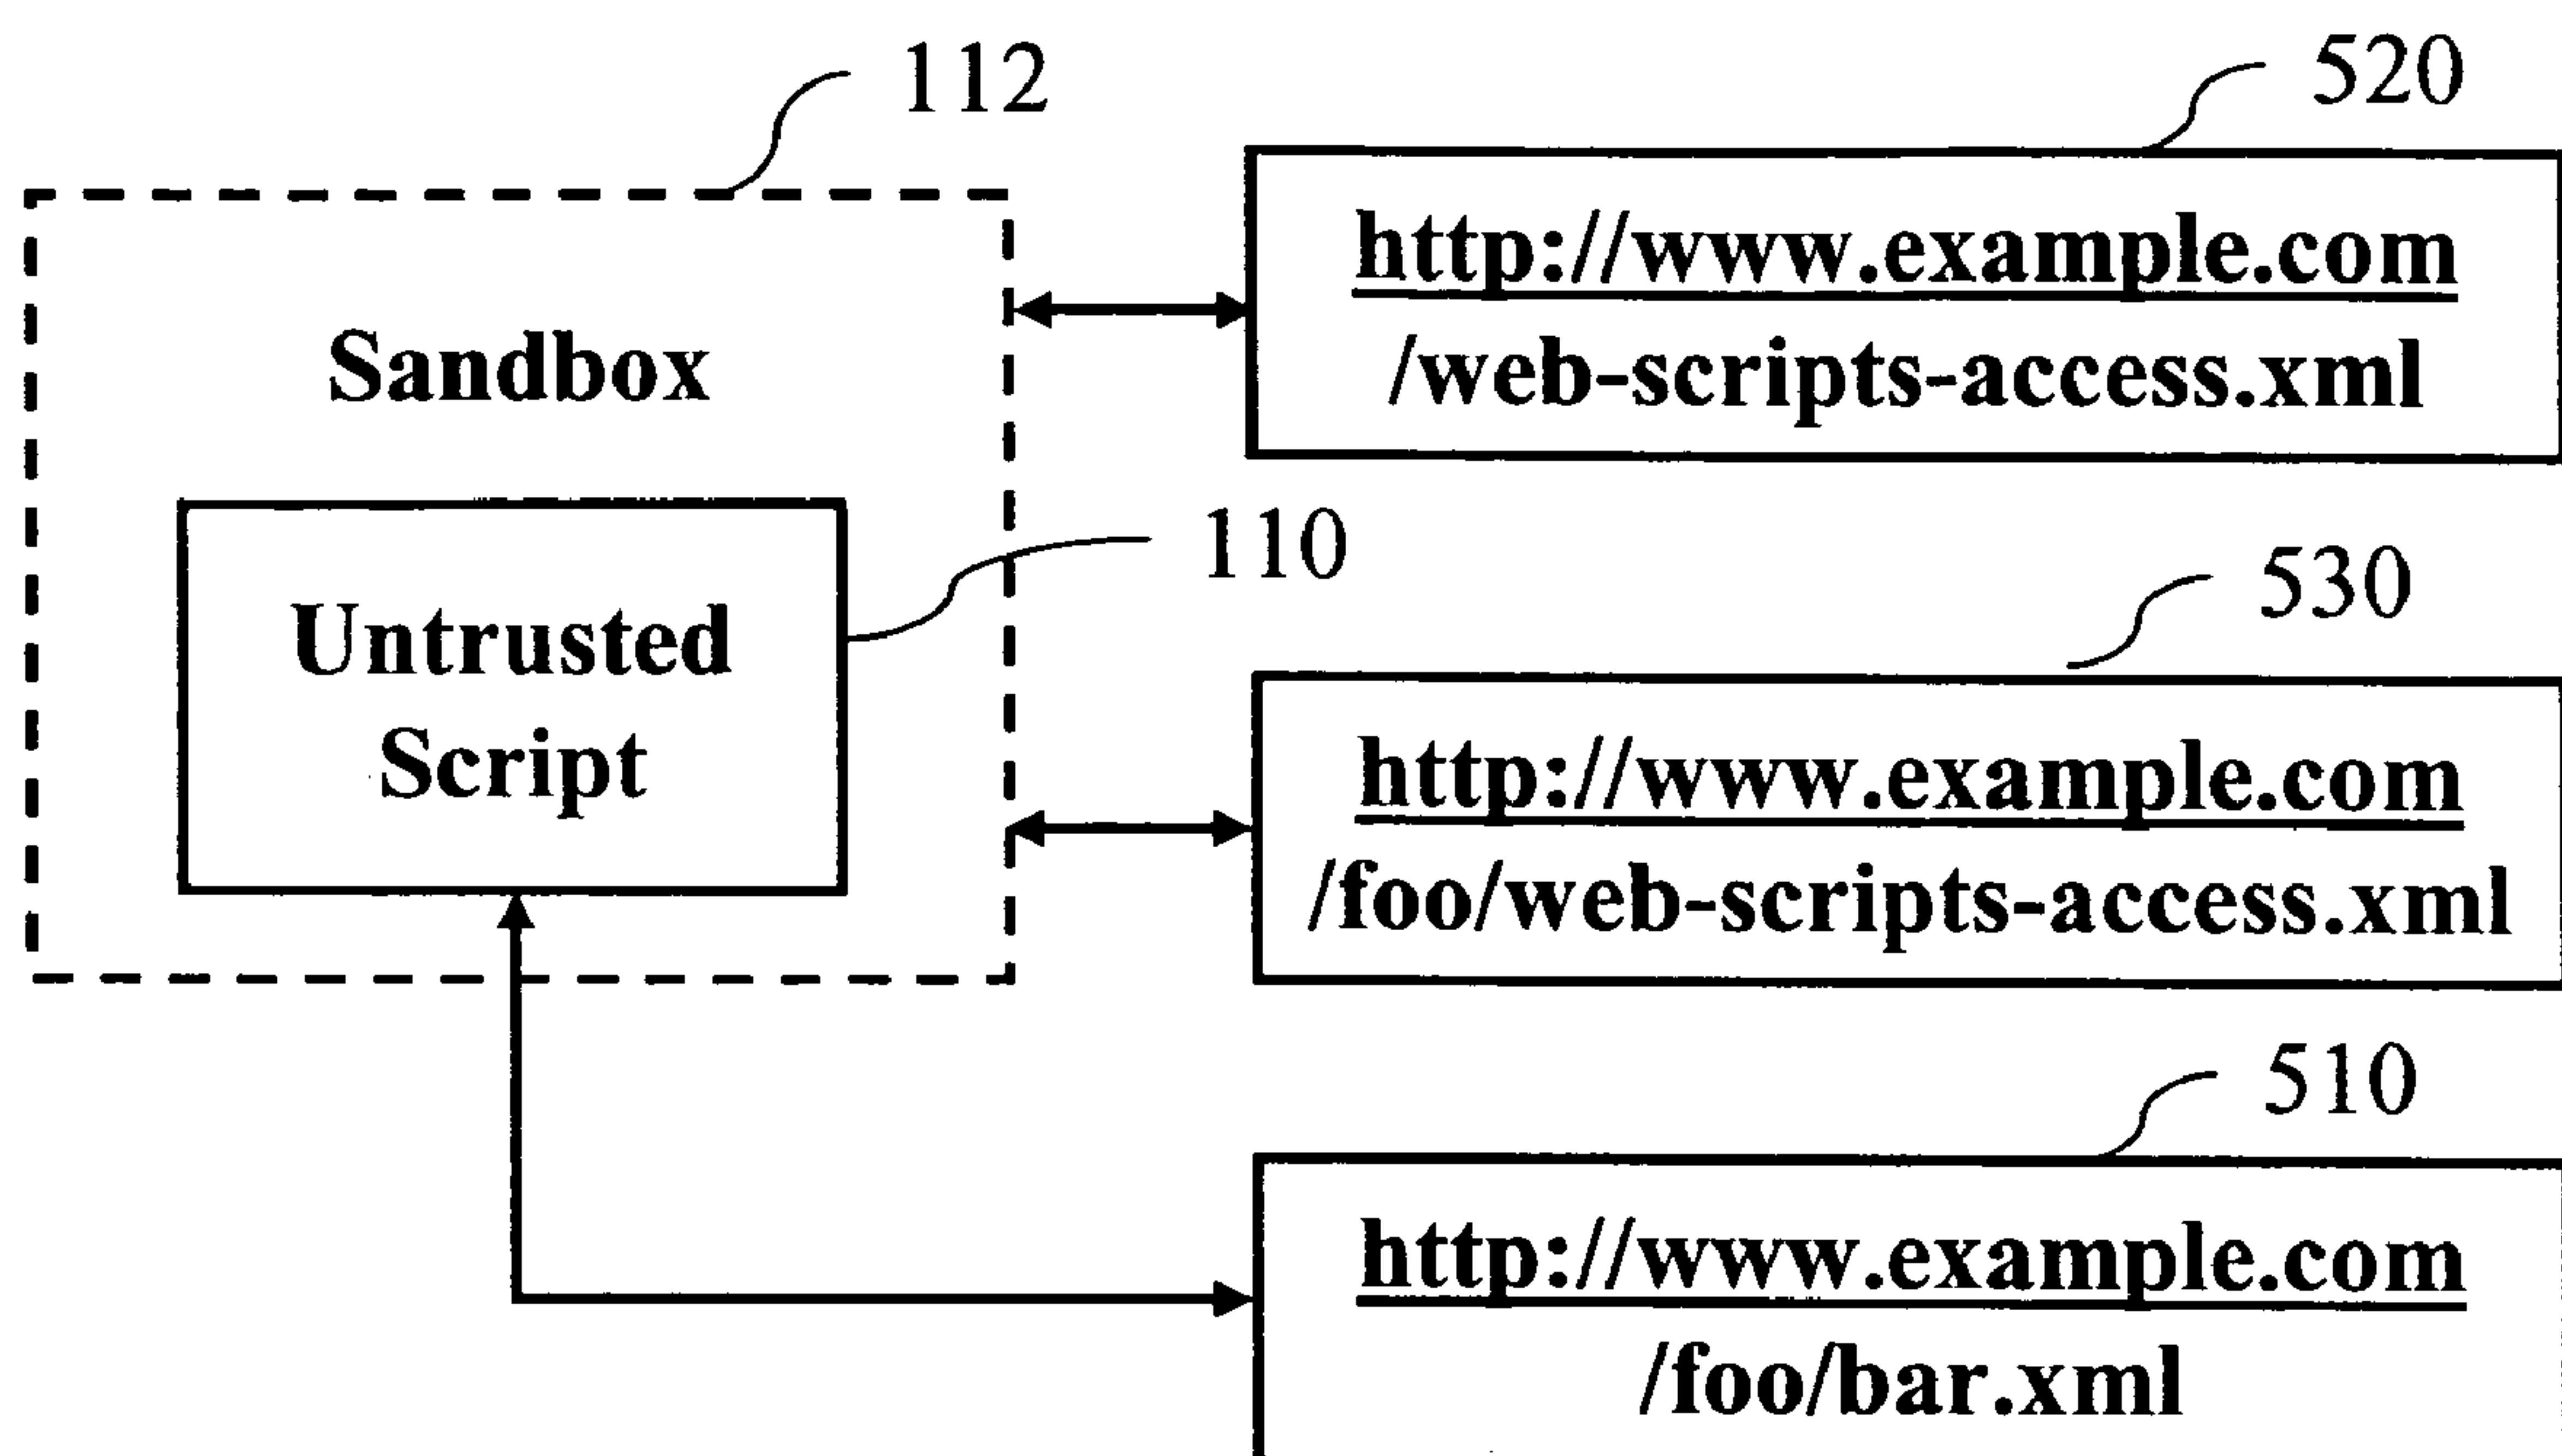 112
520
http://www.example.com
/web-scripts-access.xml
Sandbox
110
Untrusted
Script
530
http://www.example.com
/foo/web-scripts-access.xml
510
http://www.example.com
/foo/bar.xml